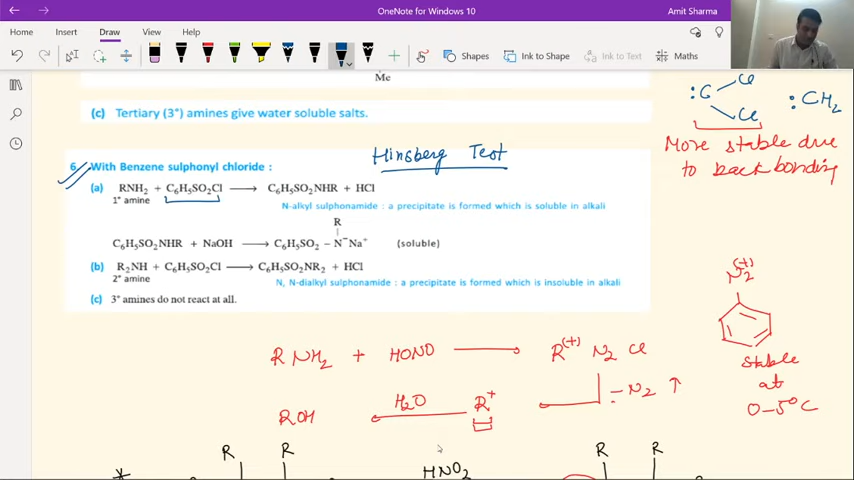 OneNote for Windows 10
Amit Sharma
Home Insert Draw View Help
Shapes Ink to Shape Ink to Text Maths
Me
(c) Tertiary (3°) amines give water soluble salts.
6. With Benzene sulphonyl chloride :
Hinsberg Test
(a) RNH₂ + C₆H₅SO₂Cl ⟶ C₆H₅SO₂NHR + HCl
1° amine
N-alkyl sulphonamide : a precipitate is formed which is soluble in alkali
R
C₆H₅SO₂NHR + NaOH ⟶ C₆H₅SO₂ – N⁻Na⁺ (soluble)
(b) R₂NH + C₆H₅SO₂Cl ⟶ C₆H₅SO₂NR₂ + HCl
2° amine
N, N-dialkyl sulphonamide : a precipitate is formed which is insoluble in alkali
(c) 3° amines do not react at all.
R NH₂ + HONO ⟶ R(+) N₂ Cl
– N₂ ↑
ROH H₂O R⁺
R R
HNO₂
R R
Cl
:C :CH₂
Cl
More stable due
to back bonding
N₂(+)
stable
at
0–5°C